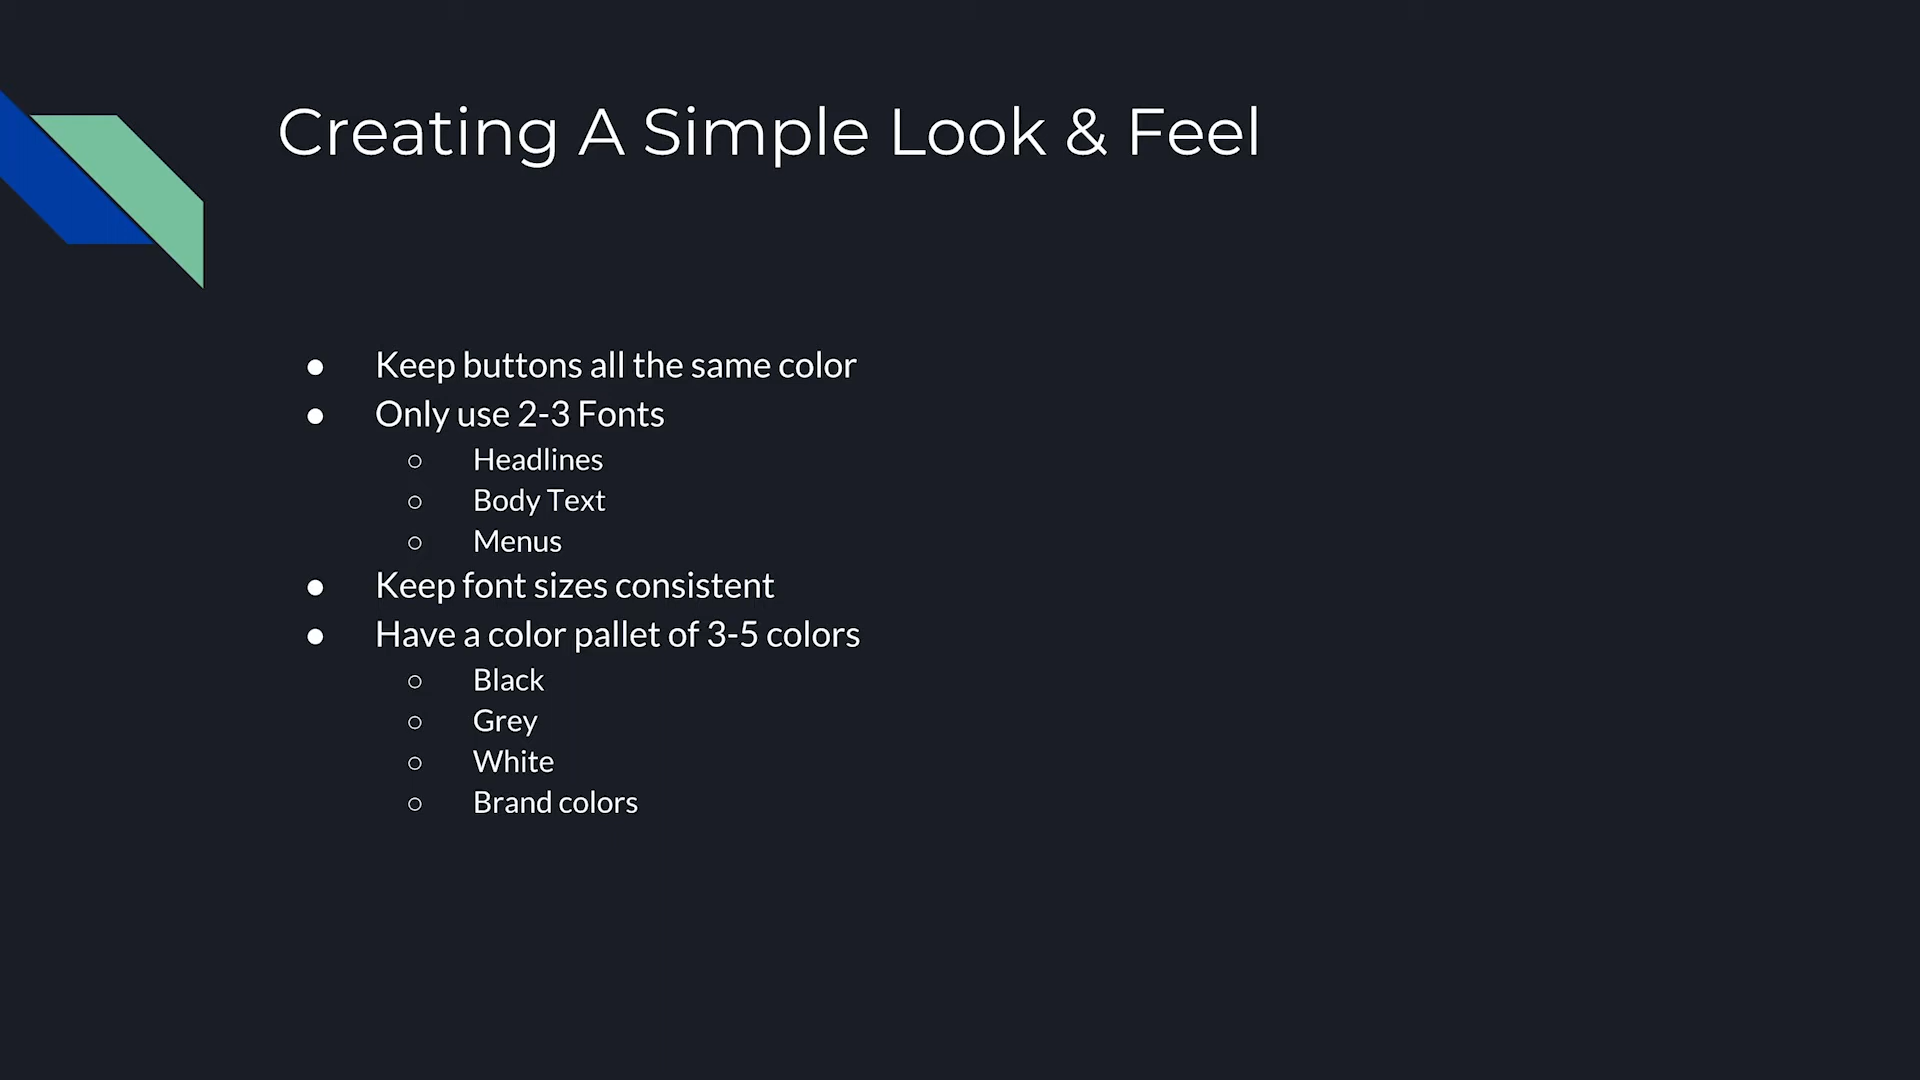 Creating A Simple Look & Feel
● Keep buttons all the same color
● Only use 2-3 Fonts
○ Headlines
○ Body Text
○ Menus
● Keep font sizes consistent
● Have a color pallet of 3-5 colors
○ Black
○ Grey
○ White
○ Brand colors